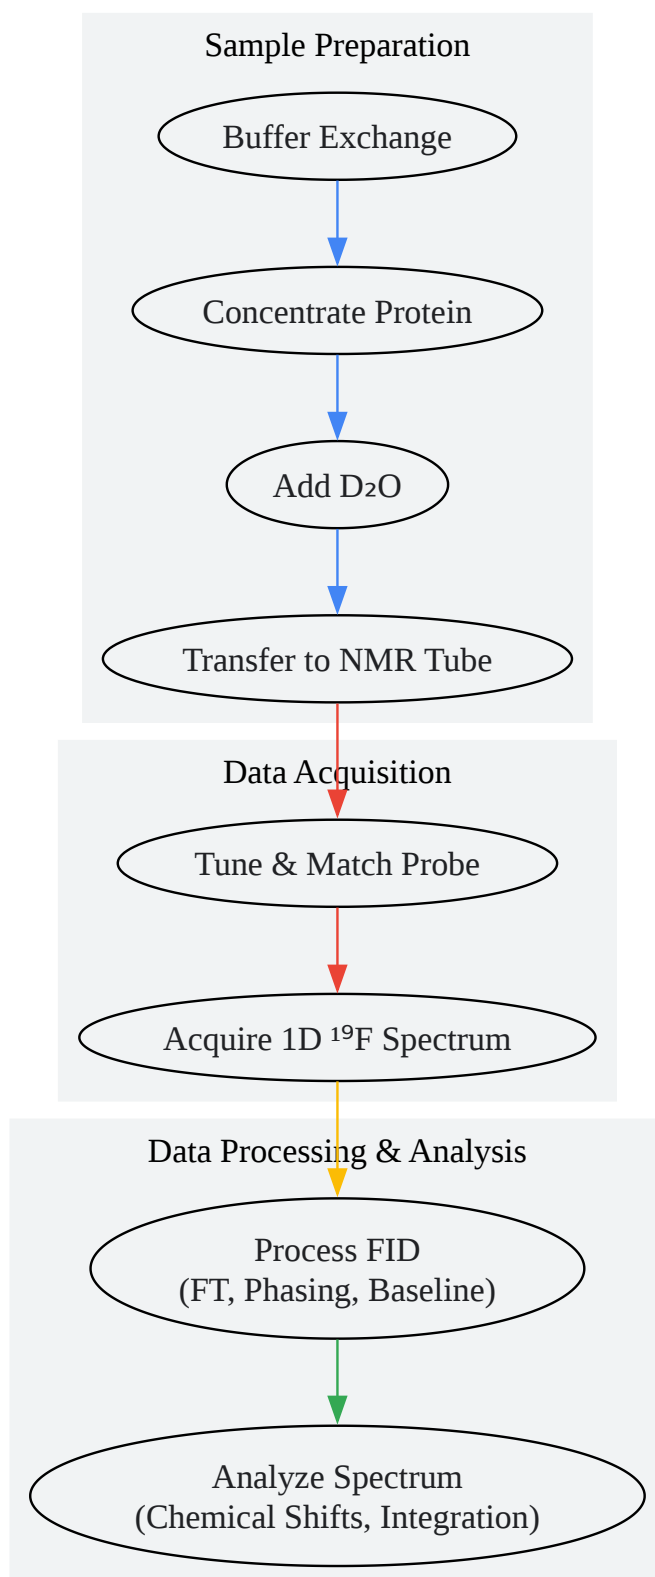 Sample Preparation
Buffer Exchange
Concentrate Protein
Add D₂O
Transfer to NMR Tube
Data Acquisition
Tune & Match Probe
Acquire 1D ¹⁹F Spectrum
Data Processing & Analysis
Process FID
(FT, Phasing, Baseline)
Analyze Spectrum
(Chemical Shifts, Integration)